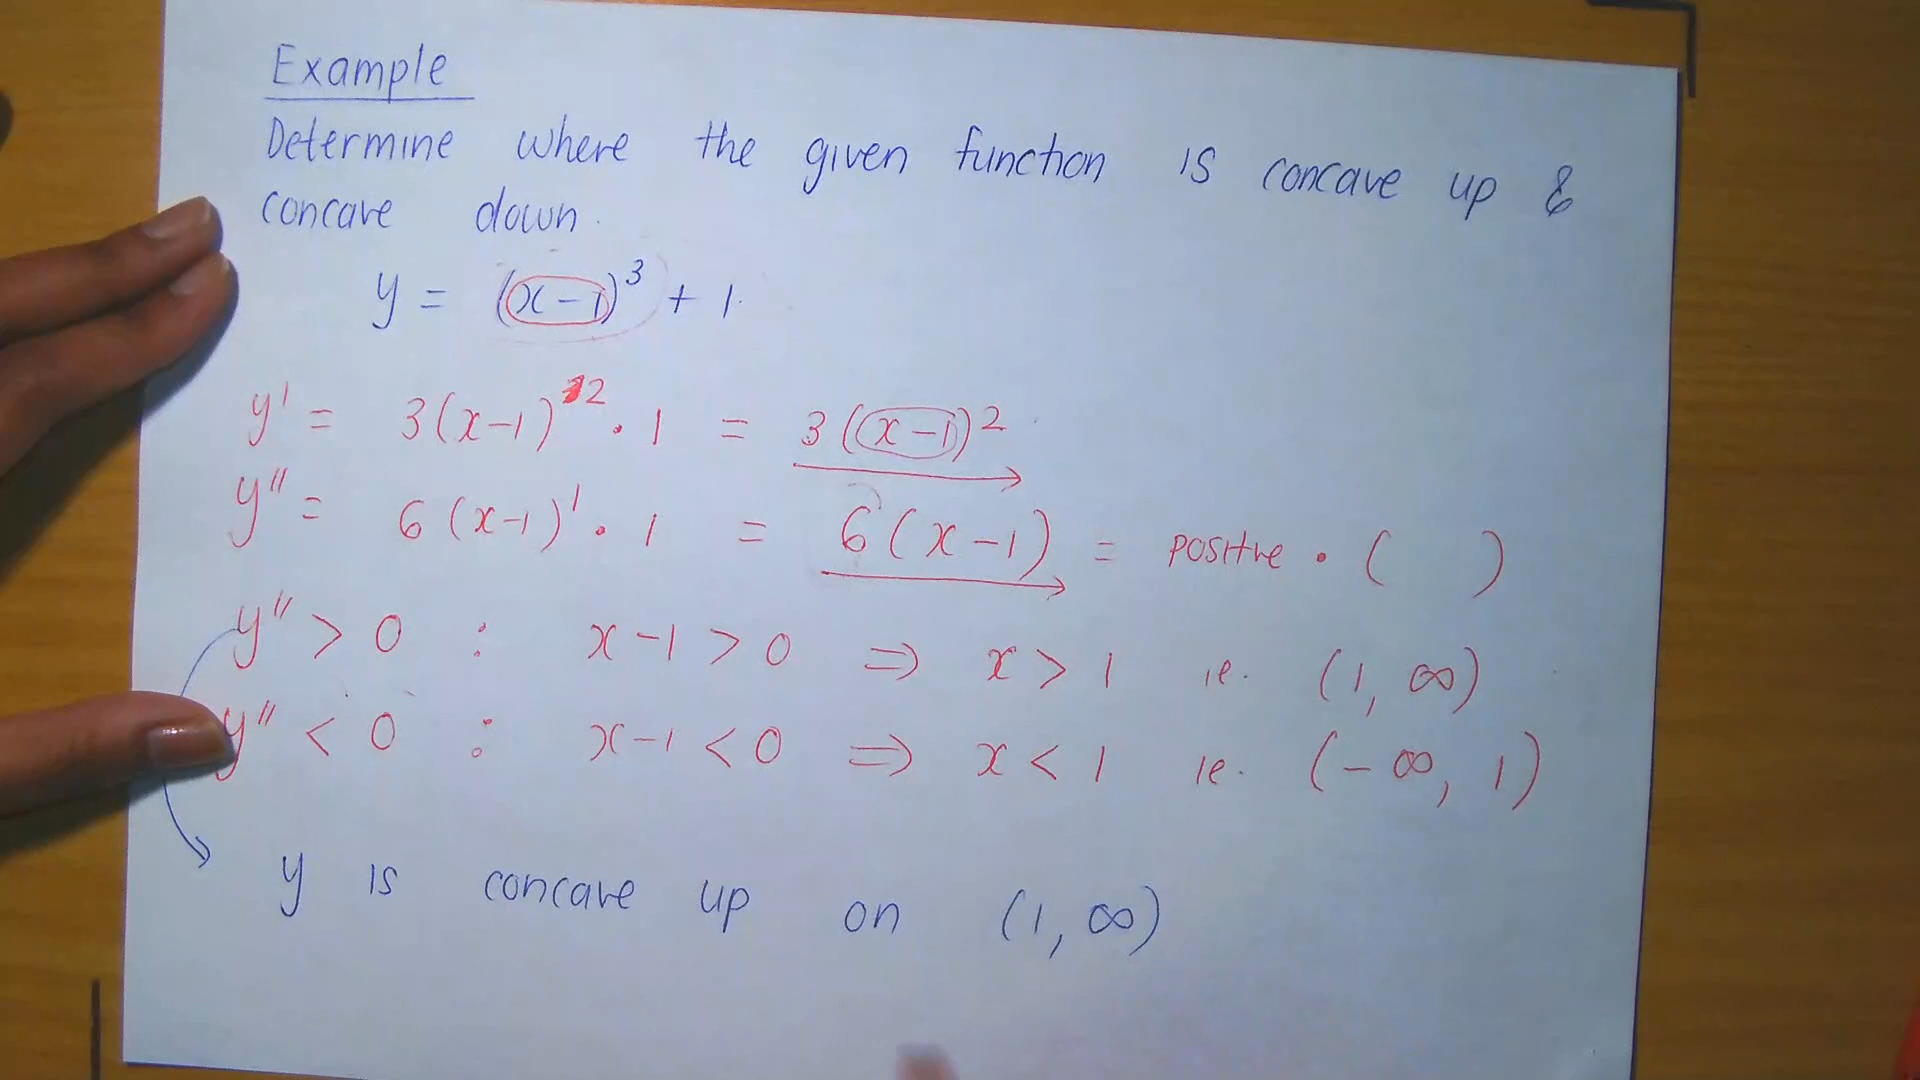 Example
Determine where the given function is concave up &
concave down.
y = (x-1)³ + 1.
y' = 3(x-1)² · 1 = 3(x-1)²
y'' = 6(x-1)¹ · 1 = 6(x-1) = positive · ( )
y'' > 0 : x-1 > 0 ⇒ x > 1 ie. (1, ∞)
y'' < 0 : x-1 < 0 ⇒ x < 1 ie. (-∞, 1)
y is concave up on (1, ∞)